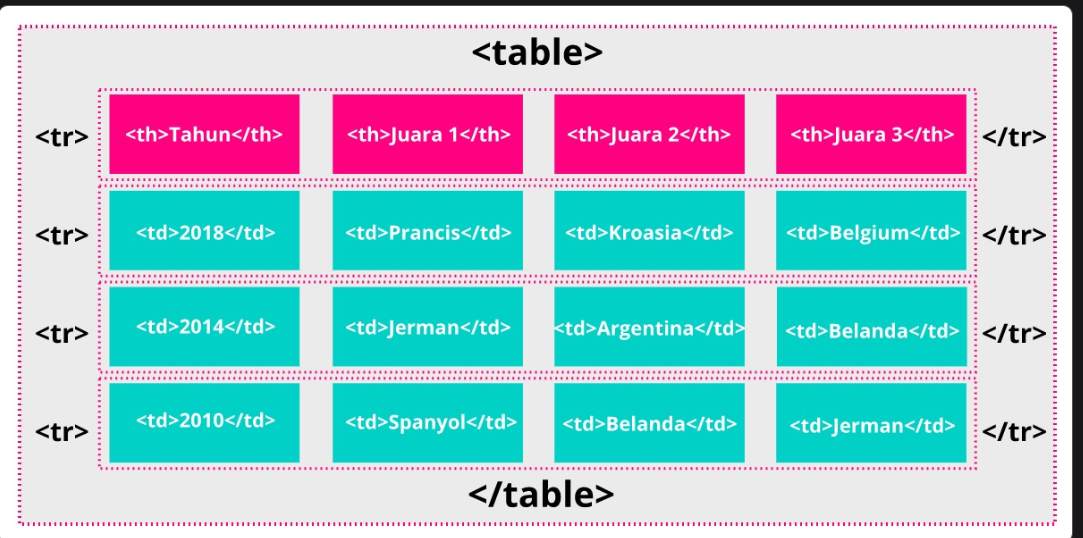 <table>
<tr> <th>Tahun</th> <th>Juara 1</th> <th>Juara 2</th> <th>Juara 3</th> </tr>
<tr> <td>2018</td> <td>Prancis</td> <td>Kroasia</td> <td>Belgium</td> </tr>
<tr> <td>2014</td> <td>Jerman</td> <td>Argentina</td> <td>Belanda</td> </tr>
<tr> <td>2010</td> <td>Spanyol</td> <td>Belanda</td> <td>Jerman</td> </tr>
</table>